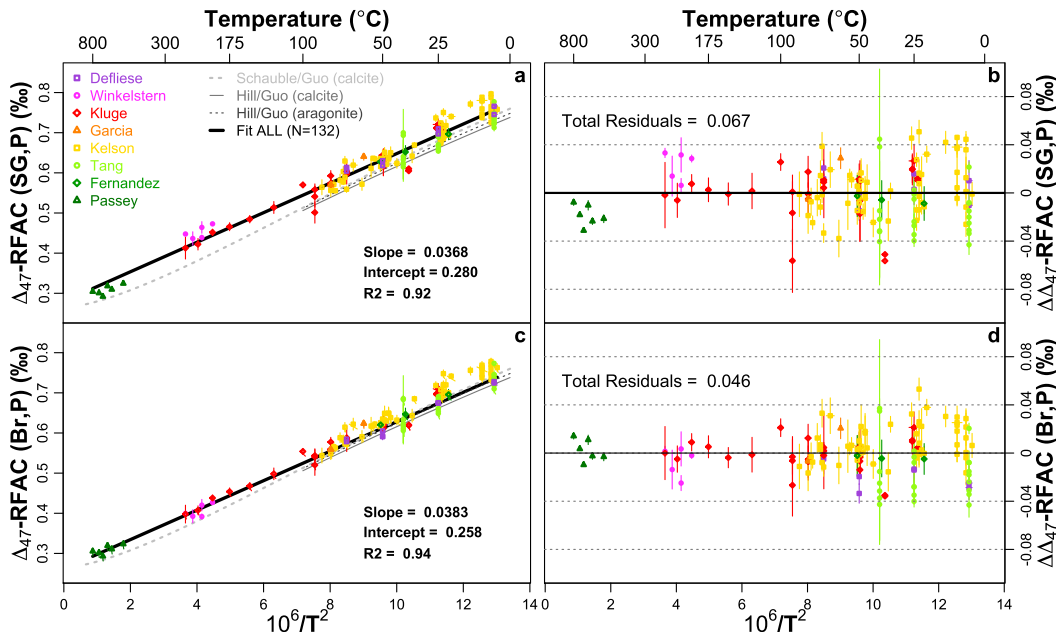 Temperature (°C)
800 300 175 100 50 25 0
a
Δ47-RFAC (SG,P) (‰)
0.8
0.7
0.6
0.5
0.4
0.3
Defliese
Winkelstern
Kluge
Garcia
Kelson
Tang
Fernandez
Passey
Schauble/Guo (calcite)
Hill/Guo (calcite)
Hill/Guo (aragonite)
Fit ALL (N=132)
Slope = 0.0368
Intercept = 0.280
R2 = 0.92
Temperature (°C)
800 300 175 100 50 25 0
b
Total Residuals = 0.067
0.08
0.04
0
-0.04
-0.08
ΔΔ47-RFAC (SG,P) (‰)
c
Δ47-RFAC (Br,P) (‰)
0.8
0.7
0.6
0.5
0.4
0.3
Slope = 0.0383
Intercept = 0.258
R2 = 0.94
0 2 4 6 8 10 12 14
10^6/T^2
d
Total Residuals = 0.046
0.08
0.04
0
-0.04
-0.08
ΔΔ47-RFAC (Br,P) (‰)
0 2 4 6 8 10 12 14
10^6/T^2